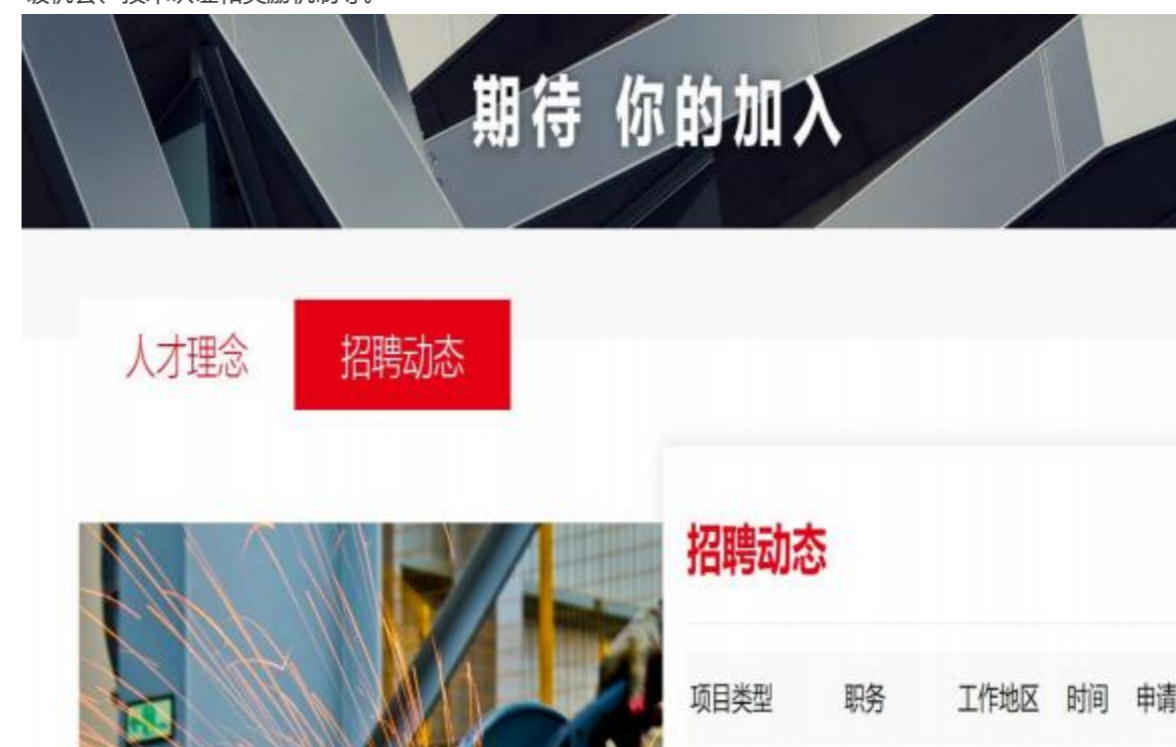 期待 你的加入
人才理念 招聘动态
招聘动态
项目类型 职务 工作地区 时间 申请